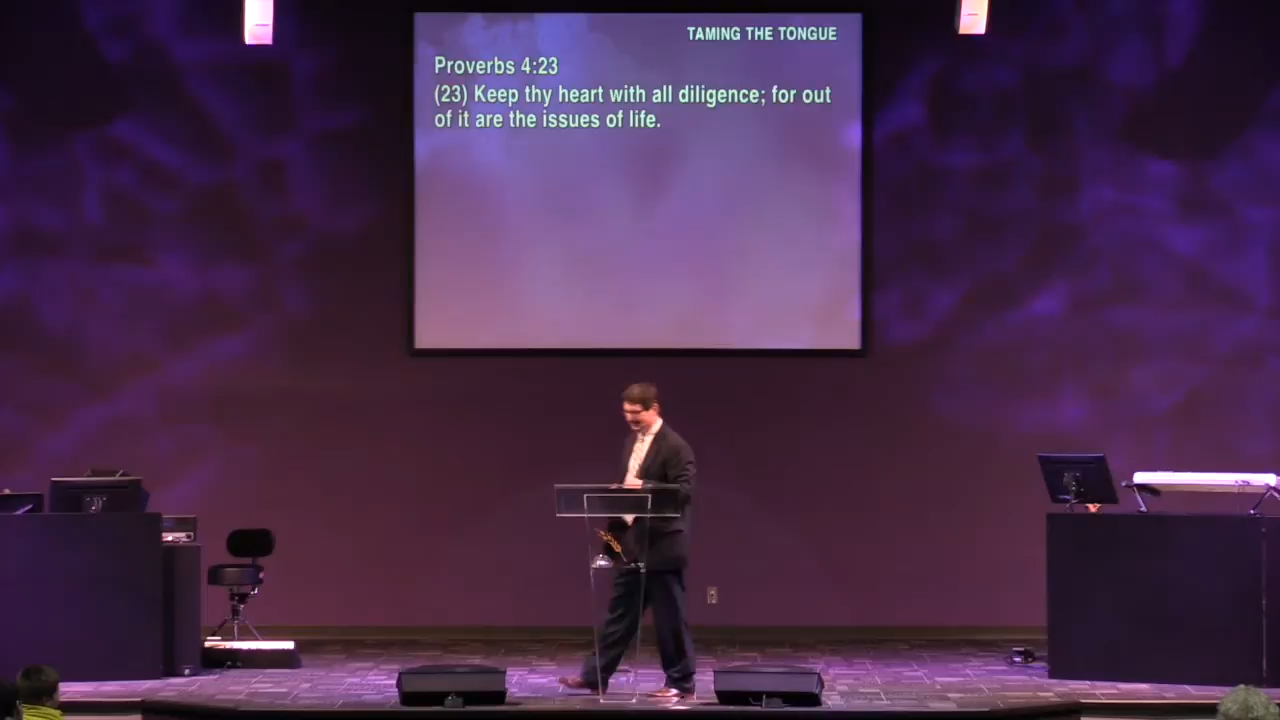 TAMING THE TONGUE
Proverbs 4:23
(23) Keep thy heart with all diligence; for out
of it are the issues of life.